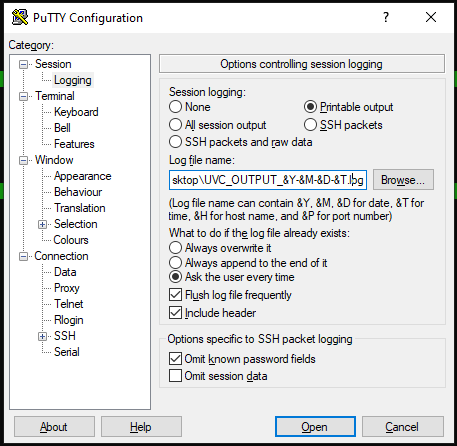 PuTTY Configuration
?
Category:
Session
Logging
Terminal
Keyboard
Bell
Features
Window
Appearance
Behaviour
Translation
Selection
Colours
Connection
Data
Proxy
Telnet
Rlogin
SSH
Serial
Options controlling session logging
Session logging:
None
Printable output
All session output
SSH packets
SSH packets and raw data
Log file name:
sktop\UVC_OUTPUT_&Y-&M-&D-&T.log
Browse...
(Log file name can contain &Y, &M, &D for date, &T for
time, &H for host name, and &P for port number)
What to do if the log file already exists:
Always overwrite it
Always append to the end of it
Ask the user every time
Flush log file frequently
Include header
Options specific to SSH packet logging
Omit known password fields
Omit session data
About
Help
Open
Cancel